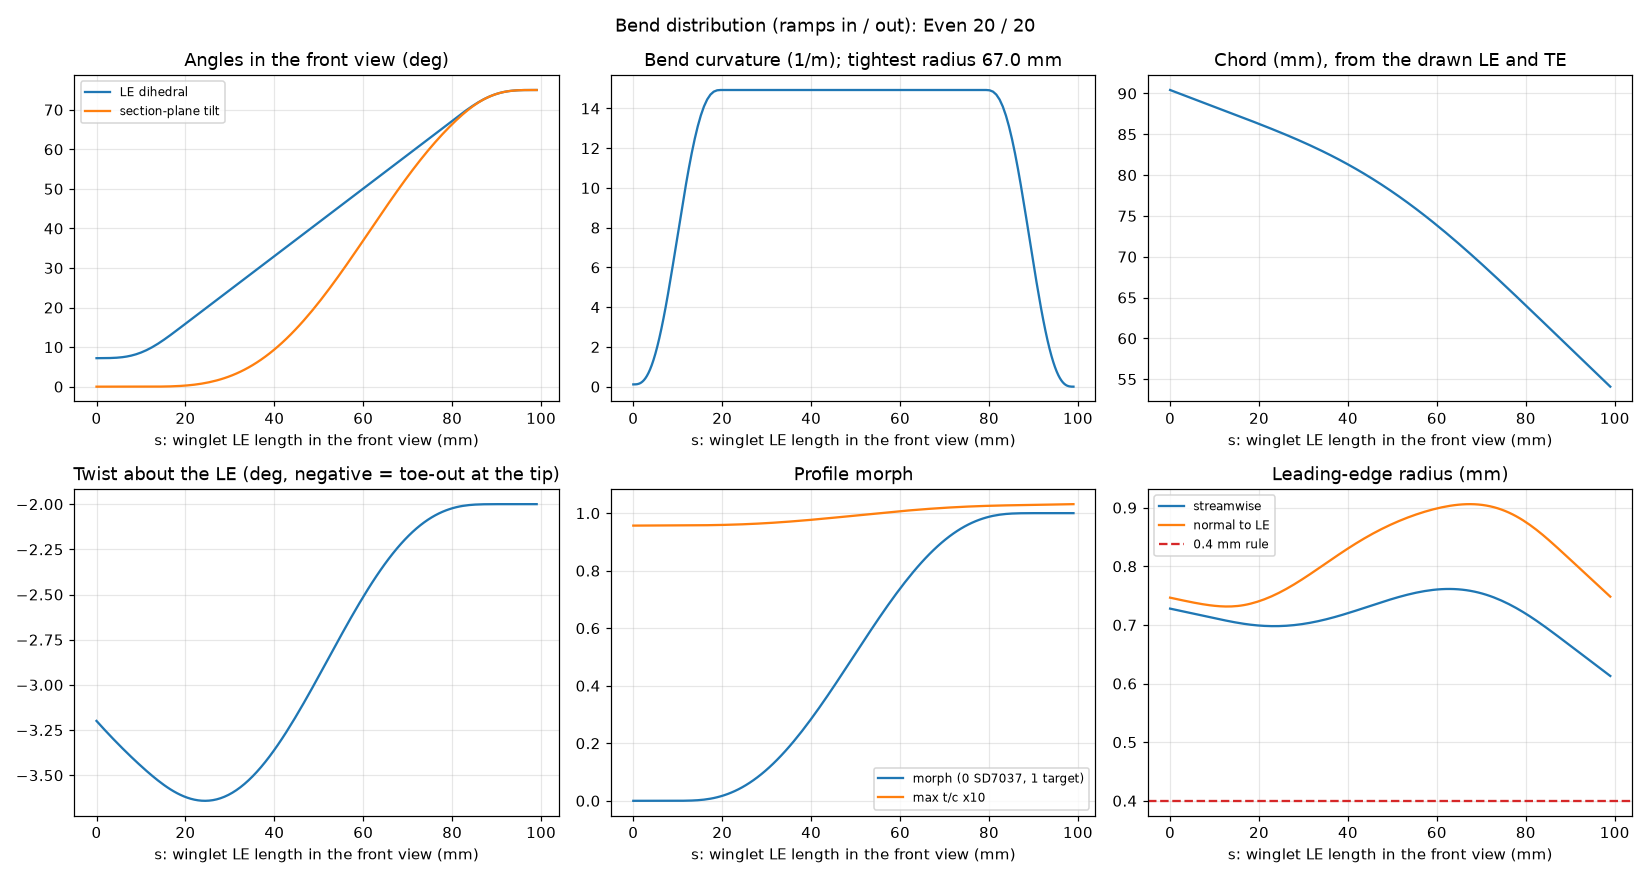 Bend distribution (ramps in / out): Even 20 / 20
Angles in the front view (deg)
LE dihedral
section-plane tilt
70
60
50
40
30
20
10
0
0 20 40 60 80 100
s: winglet LE length in the front view (mm)
Bend curvature (1/m); tightest radius 67.0 mm
14
12
10
8
6
4
2
0
0 20 40 60 80 100
s: winglet LE length in the front view (mm)
Chord (mm), from the drawn LE and TE
90
85
80
75
70
65
60
55
0 20 40 60 80 100
s: winglet LE length in the front view (mm)
Twist about the LE (deg, negative = toe-out at the tip)
−2.00
−2.25
−2.50
−2.75
−3.00
−3.25
−3.50
0 20 40 60 80 100
s: winglet LE length in the front view (mm)
Profile morph
1.0
0.8
0.6
0.4
0.2
0.0
morph (0 SD7037, 1 target)
max t/c x10
0 20 40 60 80 100
s: winglet LE length in the front view (mm)
Leading-edge radius (mm)
streamwise
normal to LE
0.4 mm rule
0.9
0.8
0.7
0.6
0.5
0.4
0 20 40 60 80 100
s: winglet LE length in the front view (mm)